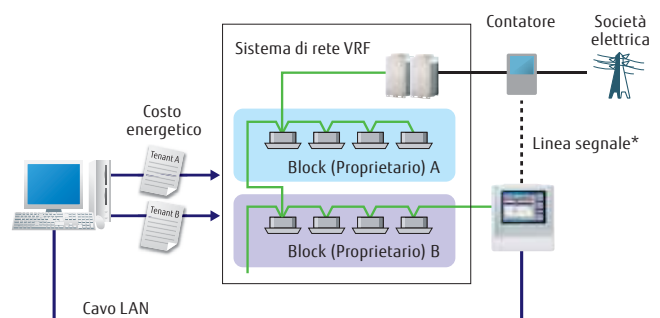 Contatore
Società
elettrica
Sistema di rete VRF
Costo
energetico
Tenant A
Block (Proprietario) A
Linea segnale*
Tenant B
Block (Proprietario) B
Cavo LAN